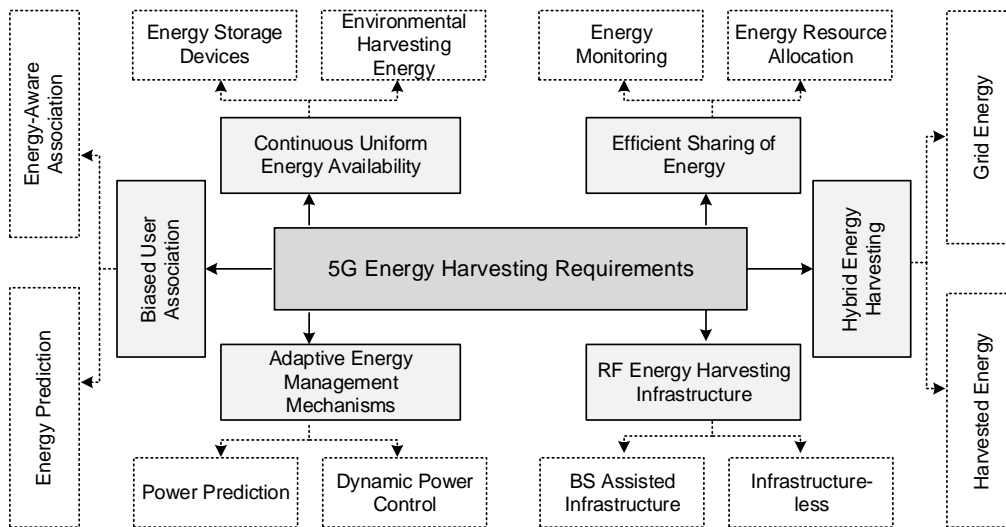 Energy Storage
Devices
Environmental
Harvesting
Energy
Energy
Monitoring
Energy Resource
Allocation
Energy-Aware
Association
Continuous Uniform
Energy Availability
Efficient Sharing of
Energy
Grid Energy
Biased User
Association
5G Energy Harvesting Requirements
Hybrid Energy
Harvesting
Energy Prediction
Adaptive Energy
Management
Mechanisms
RF Energy Harvesting
Infrastructure
Harvested Energy
Power Prediction
Dynamic Power
Control
BS Assisted
Infrastructure
Infrastructure-
less